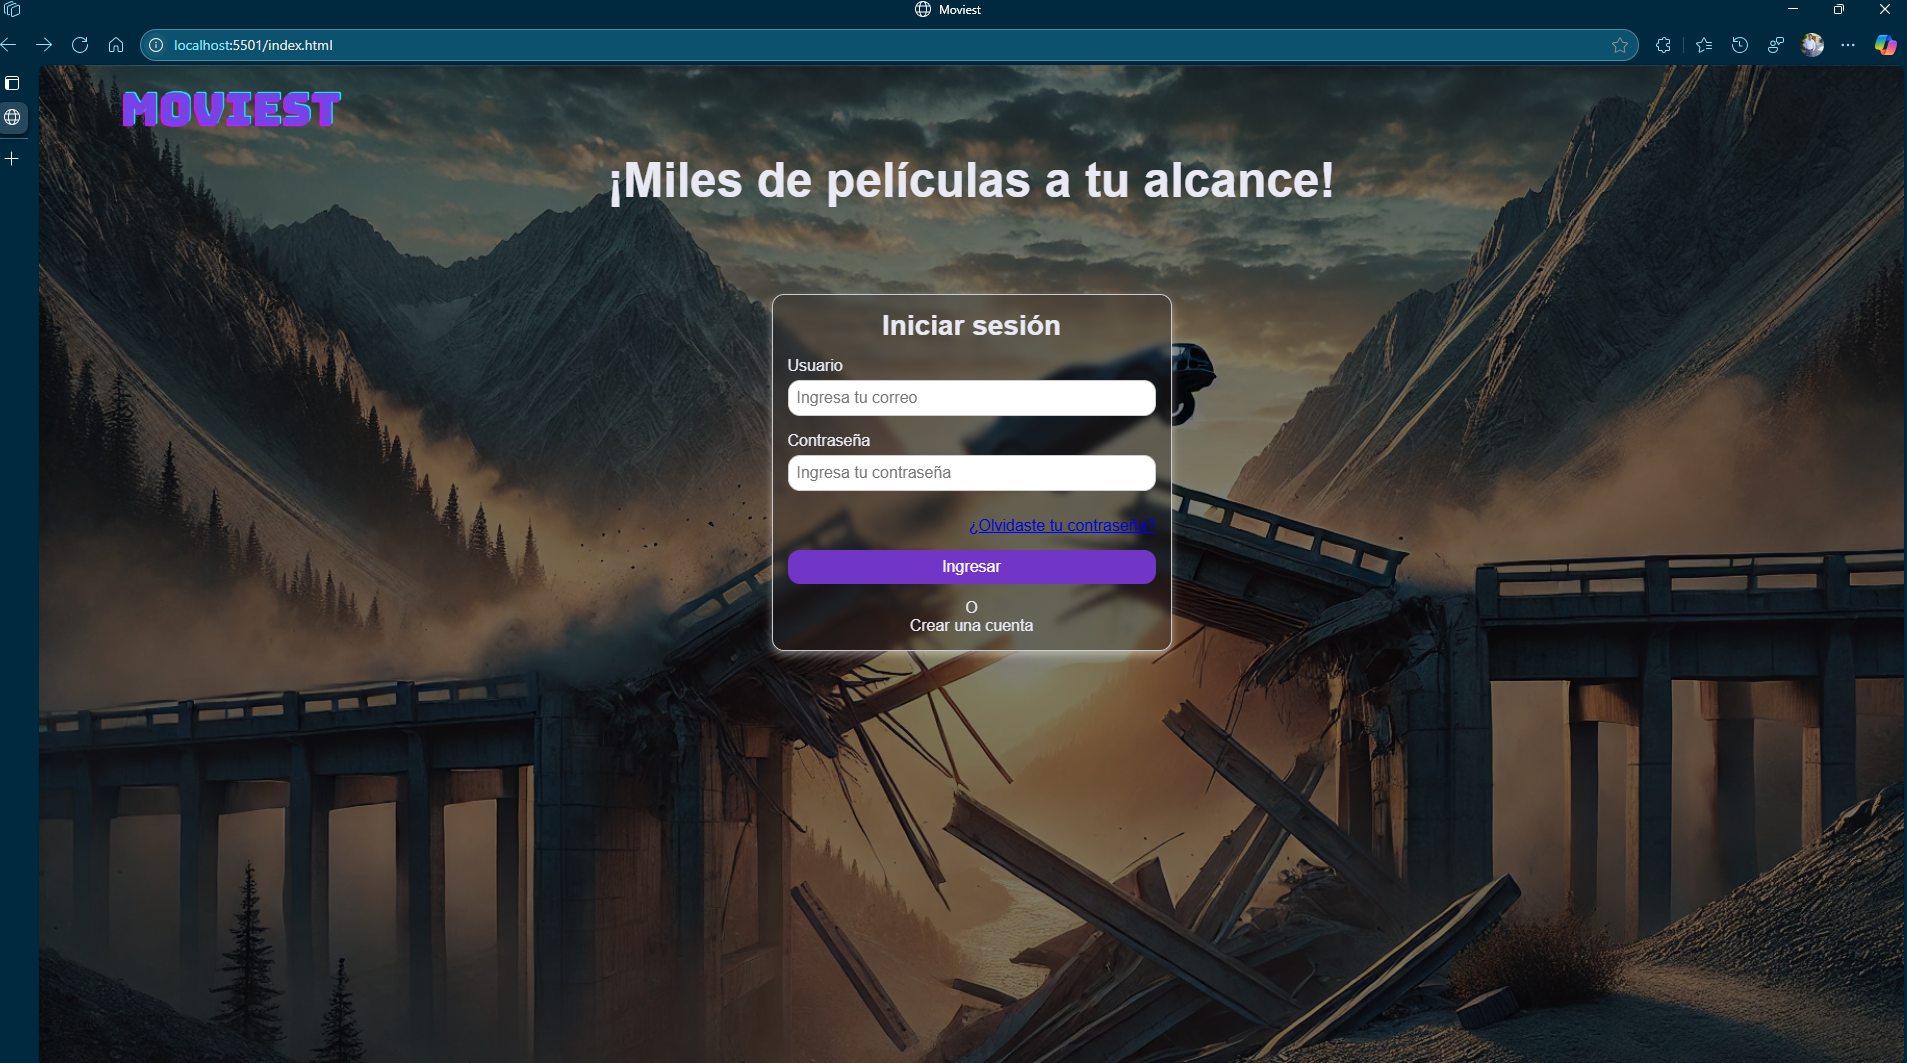 Moviest
localhost:5501/index.html
MOVIEST
¡Miles de películas a tu alcance!
Iniciar sesión
Usuario
Ingresa tu correo
Contraseña
Ingresa tu contraseña
¿Olvidaste tu contraseña?
Ingresar
O
Crear una cuenta